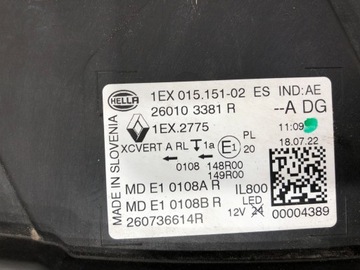 HELLA
1EX 015.151-02 ES IND:AE
26010 3381 R --A DG
1EX.2775 11:09
XCVERT A RL 1a E1 PL 20 18.07.22
0108 148R00
149R00
MD E1 0108A R IL800
MD E1 0108B R LED
260736614R 12V 24 00004389
MADE IN SLOVENIA